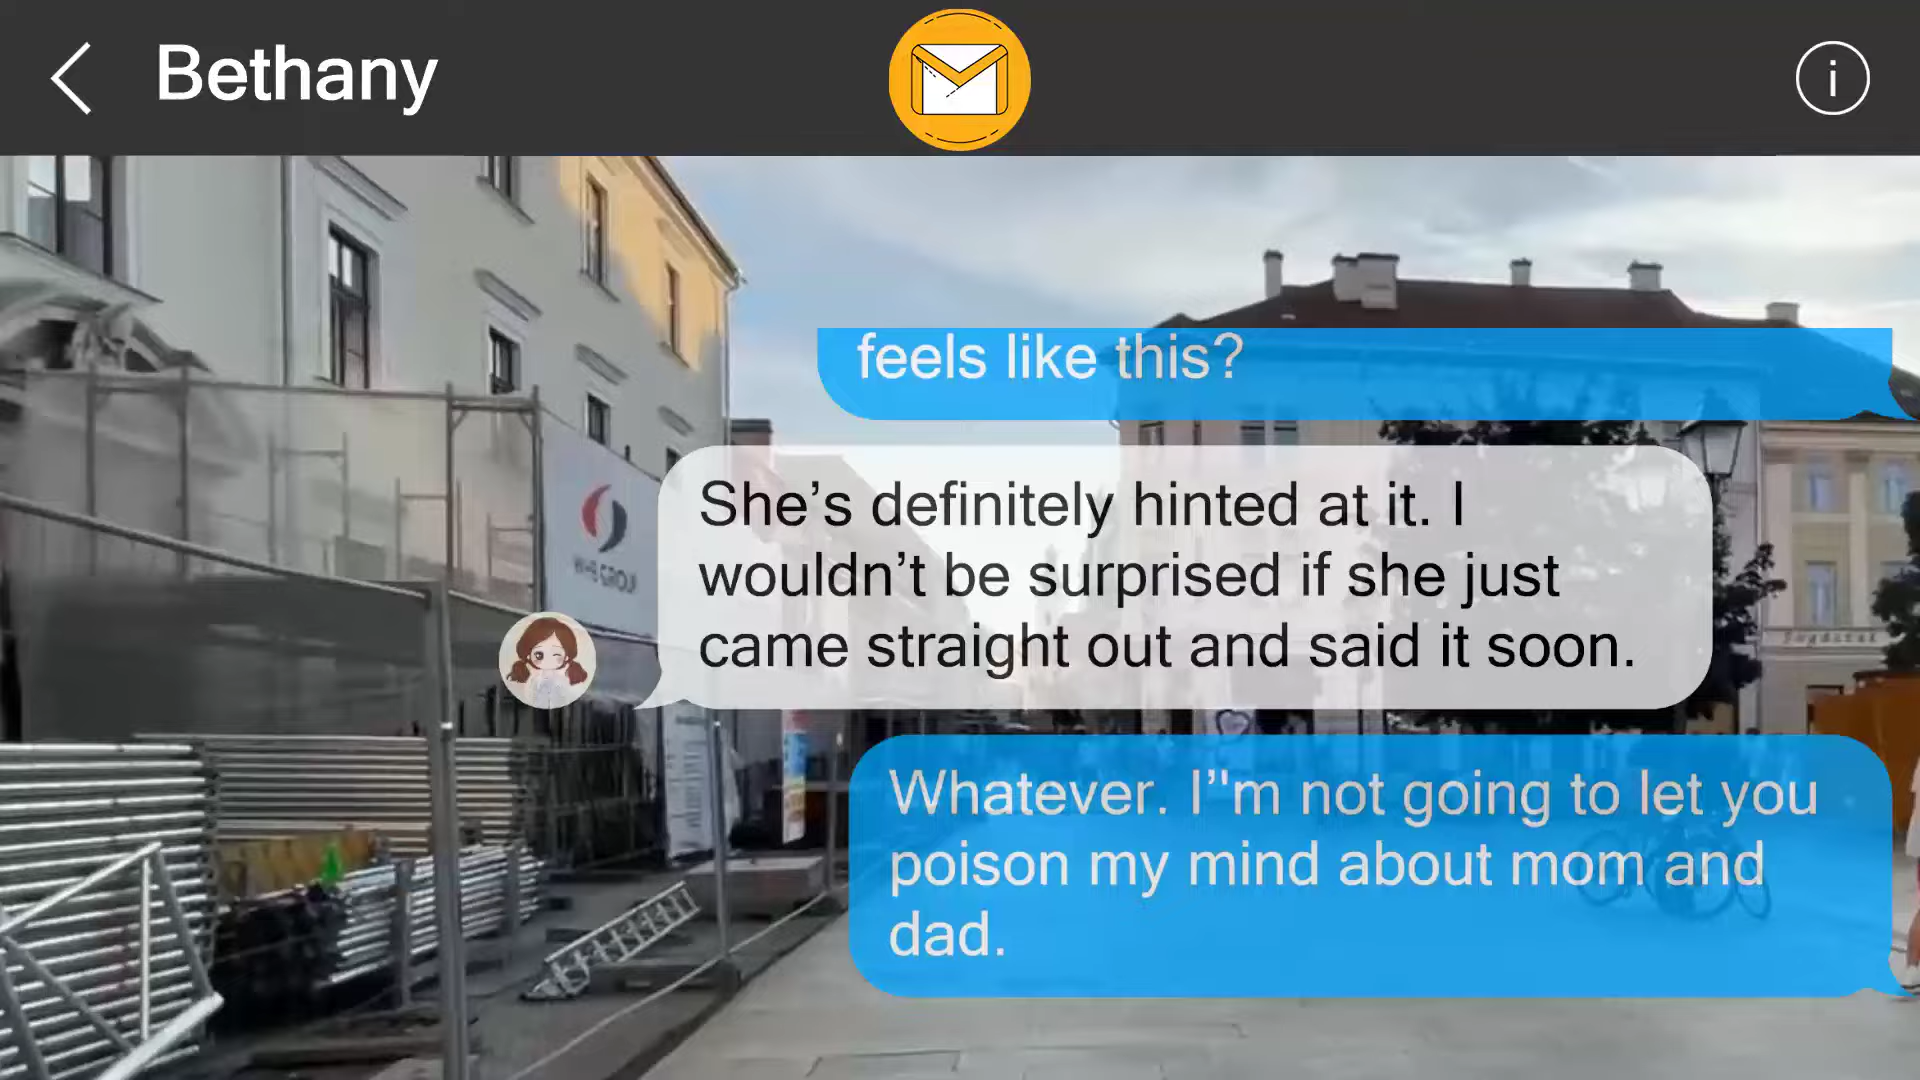 Bethany
i
feels like this?
She’s definitely hinted at it. I
wouldn’t be surprised if she just
came straight out and said it soon.
GROUP
Whatever. I"m not going to let you
poison my mind about mom and
dad.